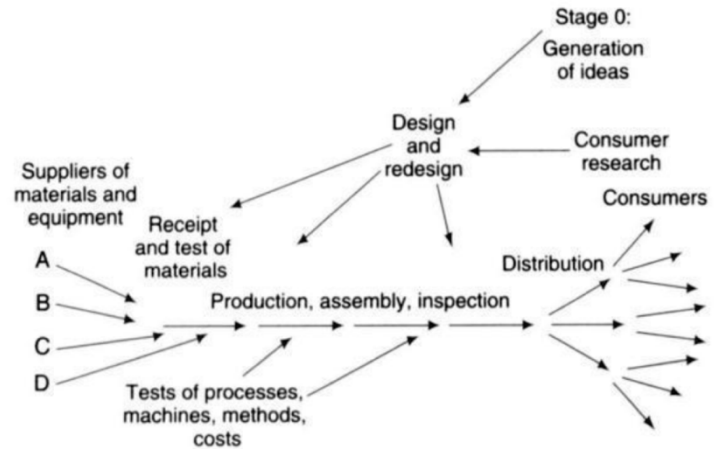 Stage 0:
Generation
of ideas
Design
and
redesign
Consumer
research
Suppliers of
materials and
equipment
Consumers
Receipt
and test of
materials
A
B
C
D
Distribution
Production, assembly, inspection
Tests of processes,
machines, methods,
costs